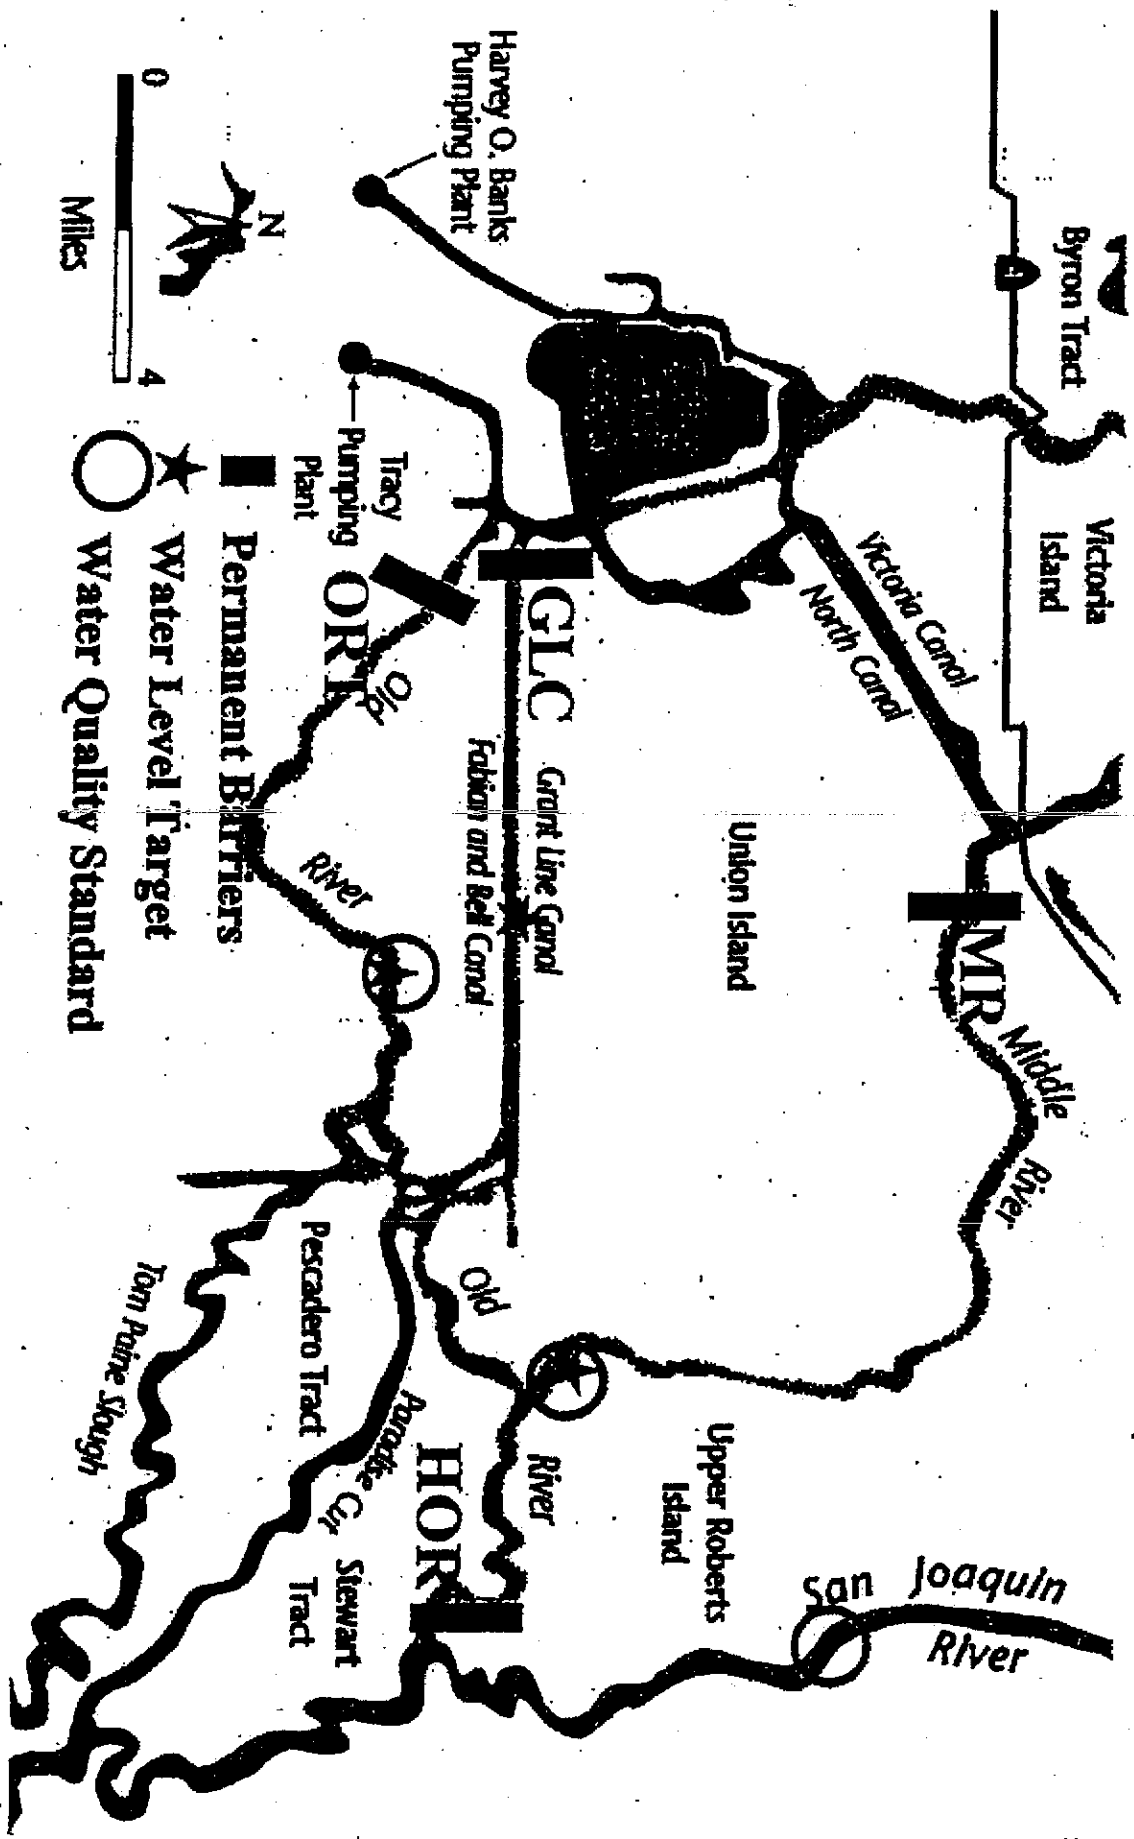 Byron Tract
Victoria
Island
Victoria Canal
North Canal
MR
Middle
River
San Joaquin
River
Union Island
Upper Roberts
Island
Harvey O. Banks
Pumping Plant
GLC
Grant Line Canal
Fabian and Bell Canal
Old
River
HOR
Tracy
Pumping
Plant
ORT
Old
River
Paradise Cut
Stewart
Tract
Pescadero Tract
Tom Paine Slough
N
0
4
Miles
Permanent Barriers
Water Level Target
Water Quality Standard